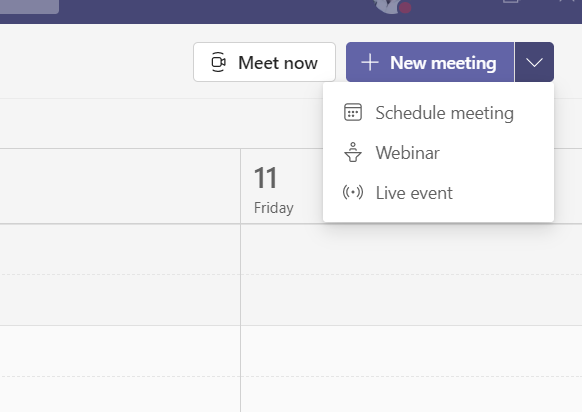 Meet now
New meeting
Schedule meeting
Webinar
Live event
11
Friday